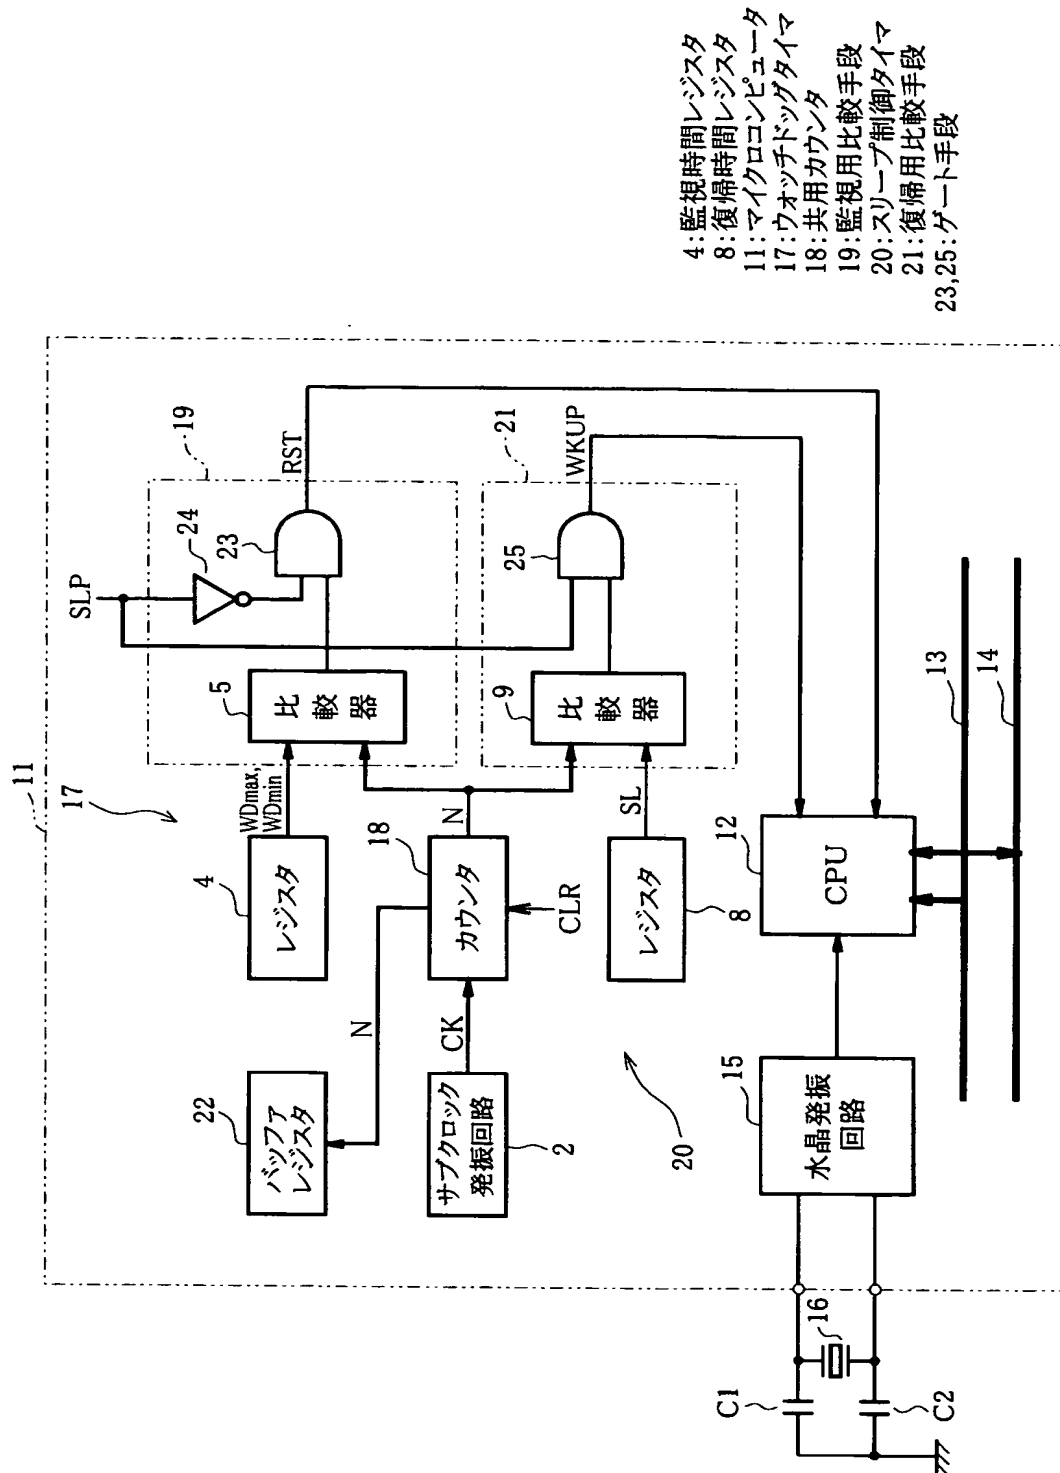 11
17
SLP
24
19
23
RST
5
比較器
WDmax,
WDmin
4
レジスタ
22
バッファ
レジスタ
N
18
カウンタ
N
CLR
CK
サブクロック
発振回路
2
21
25
WKUP
9
比較器
SL
レジスタ
8
20
12
CPU
13
14
15
水晶発振
回路
16
C1
C2
4:監視時間レジスタ
8:復帰時間レジスタ
11:マイクロコンピュータ
17:ウォッチドッグタイマ
18:共用カウンタ
19:監視用比較手段
20:スリープ制御タイマ
21:復帰用比較手段
23,25:ゲート手段